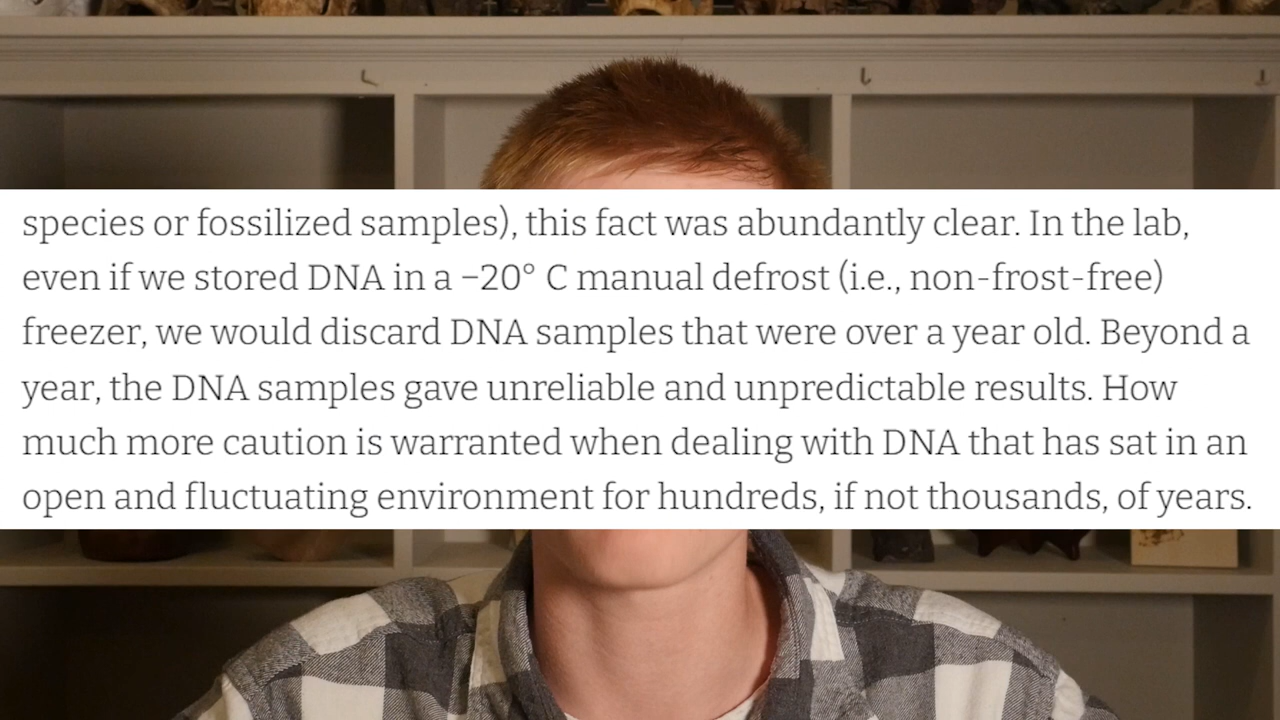 species or fossilized samples), this fact was abundantly clear. In the lab,
even if we stored DNA in a −20° C manual defrost (i.e., non-frost-free)
freezer, we would discard DNA samples that were over a year old. Beyond a
year, the DNA samples gave unreliable and unpredictable results. How
much more caution is warranted when dealing with DNA that has sat in an
open and fluctuating environment for hundreds, if not thousands, of years.